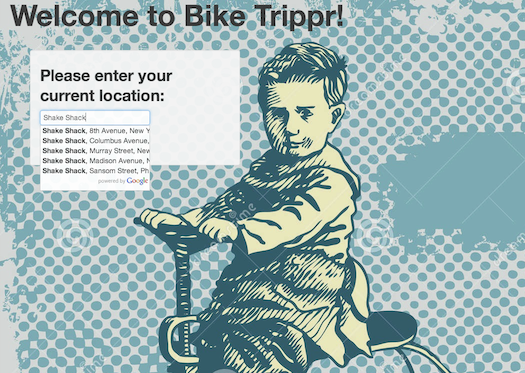 Welcome to Bike Trippr!
Please enter your
current location:
Shake Shack
Shake Shack, 8th Avenue, New Y
Shake Shack, Columbus Avenue,
Shake Shack, Murray Street, New
Shake Shack, Madison Avenue, N
Shake Shack, Sansom Street, Ph
powered by Google